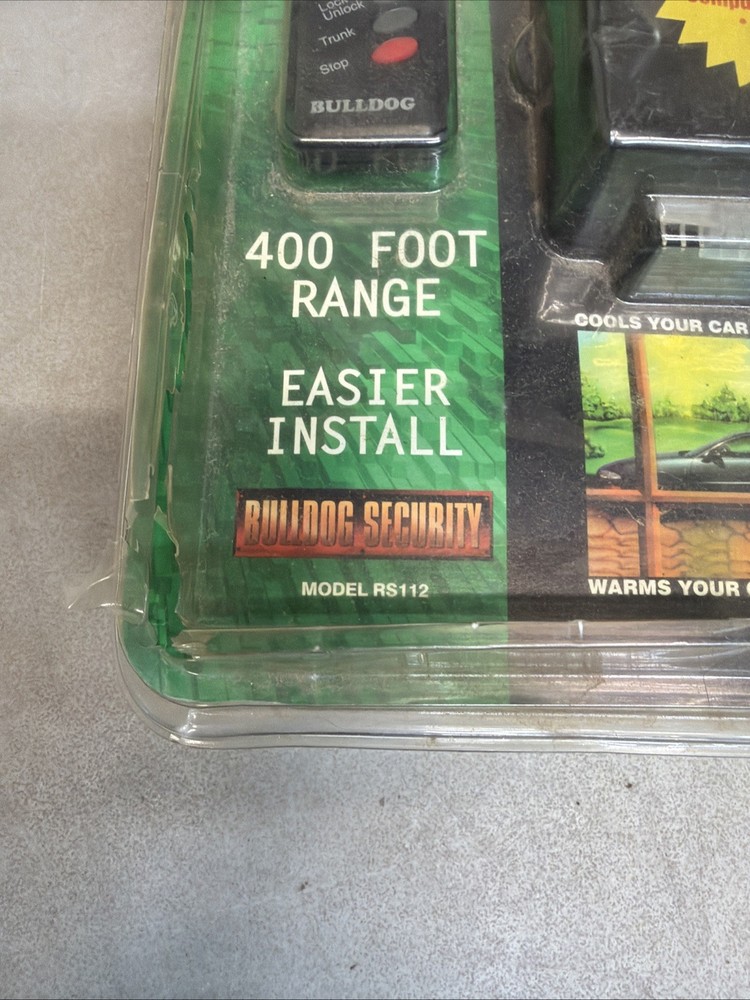 Lock
Unlock
Trunk
Stop
BULLDOG
400 FOOT
RANGE
EASIER
INSTALL
BULLDOG SECURITY
MODEL RS112
COOLS YOUR CAR
WARMS YOUR